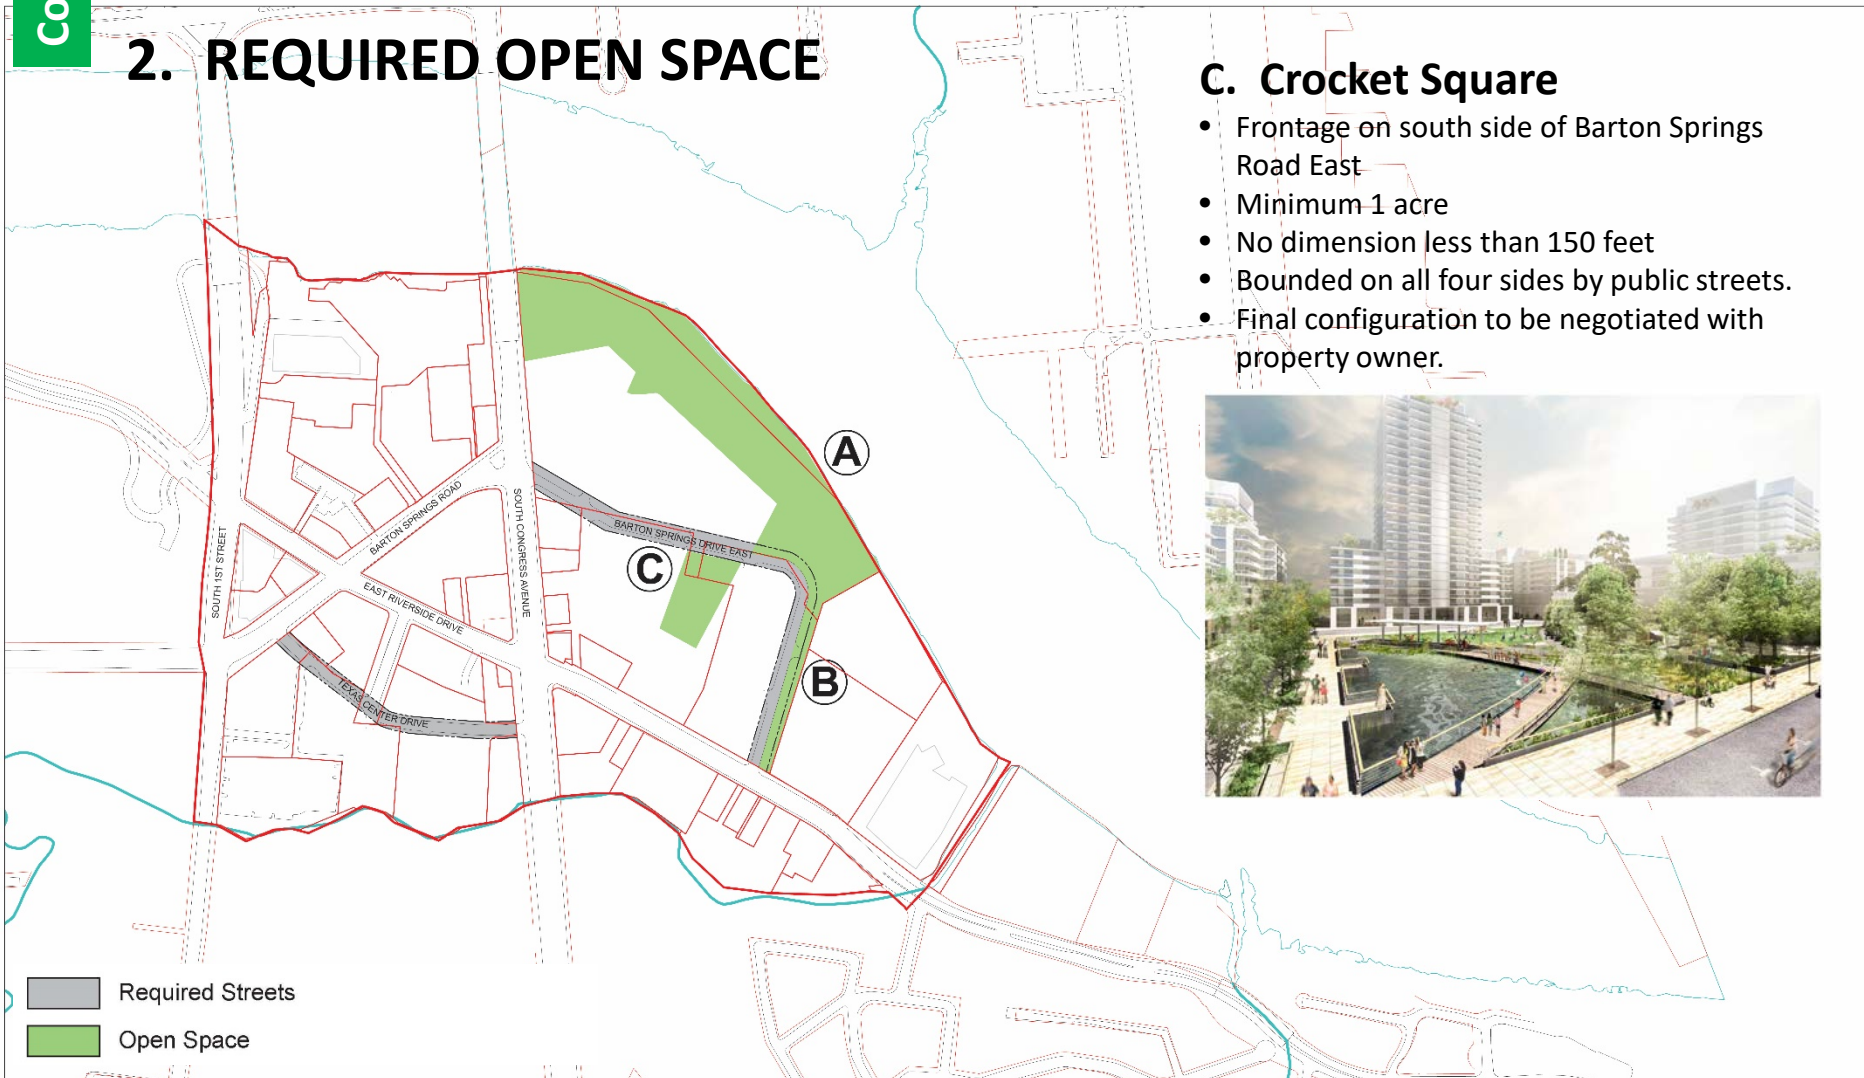 Co
2. REQUIRED OPEN SPACE
C. Crocket Square
• Frontage on south side of Barton Springs
Road East
• Minimum 1 acre
• No dimension less than 150 feet
• Bounded on all four sides by public streets.
• Final configuration to be negotiated with
property owner.
A
BARTON SPRINGS ROAD
SOUTH CONGRESS AVENUE
BARTON SPRINGS DRIVE EAST
C
SOUTH 1ST STREET
EAST RIVERSIDE DRIVE
B
TEXAS CENTER DRIVE
Required Streets
Open Space